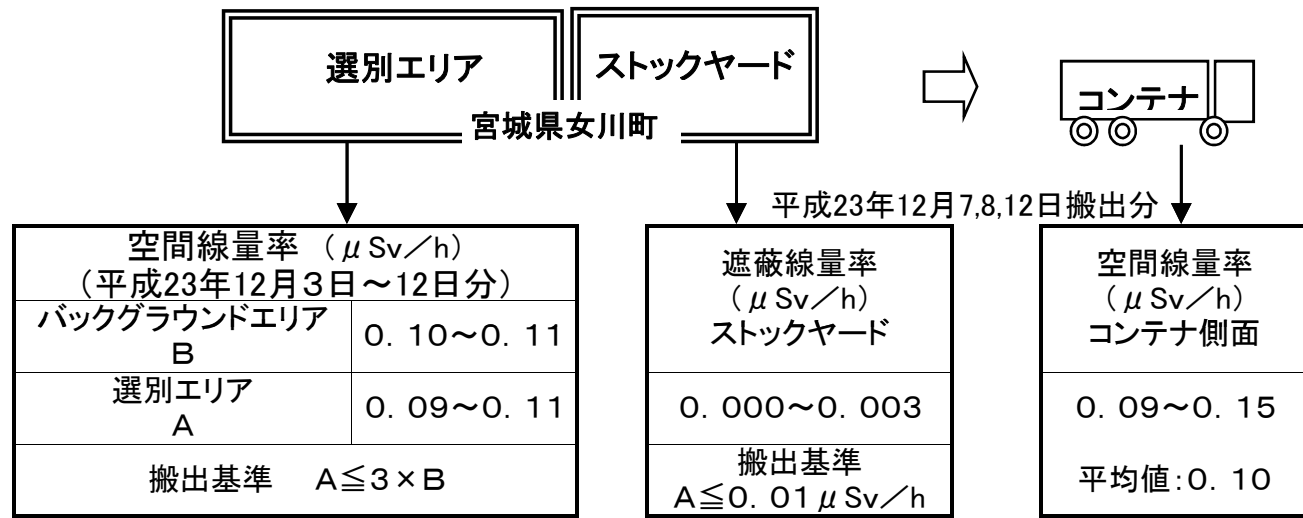 選別エリア
ストックヤード
宮城県女川町
コンテナ
平成23年12月7,8,12日搬出分
空間線量率 (μSv/h)
(平成23年12月3日~12日分)
バックグラウンドエリア
B
0.10~0.11
選別エリア
A
0.09~0.11
搬出基準 A≦3×B
遮蔽線量率
(μSv/h)
ストックヤード
0.000~0.003
搬出基準
A≦0.01μSv/h
空間線量率
(μSv/h)
コンテナ側面
0.09~0.15
平均値:0.10